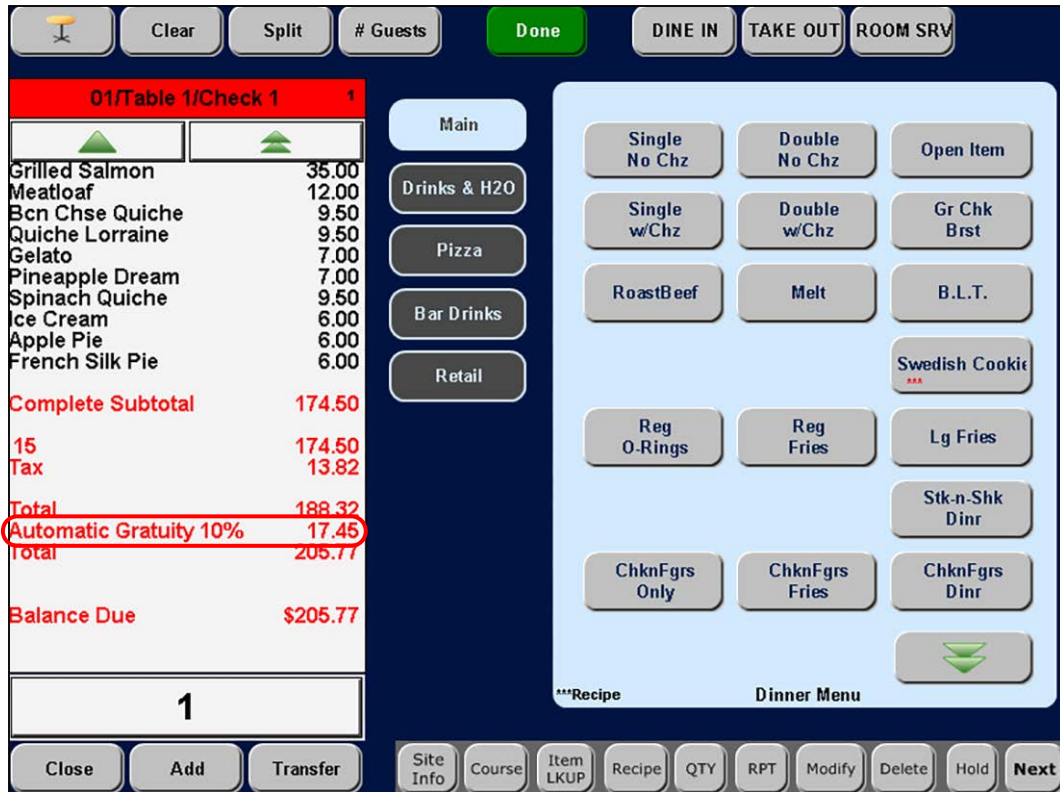 Clear
Split
# Guests
Done
DINE IN
TAKE OUT
ROOM SRV
01/Table 1/Check 1 1
Grilled Salmon 35.00
Meatloaf 12.00
Bcn Chse Quiche 9.50
Quiche Lorraine 9.50
Gelato 7.00
Pineapple Dream 7.00
Spinach Quiche 9.50
Ice Cream 6.00
Apple Pie 6.00
French Silk Pie 6.00
Complete Subtotal 174.50
15 174.50
Tax 13.82
Total 188.32
Automatic Gratuity 10% 17.45
Total 205.77
Balance Due $205.77
1
Close
Add
Transfer
Main
Drinks & H2O
Pizza
Bar Drinks
Retail
Single
No Chz
Double
No Chz
Open Item
Single
w/Chz
Double
w/Chz
Gr Chk
Brst
RoastBeef
Melt
B.L.T.
Swedish Cookie
***
Reg
O-Rings
Reg
Fries
Lg Fries
Stk-n-Shk
Dinr
ChknFgrs
Only
ChknFgrs
Fries
ChknFgrs
Dinr
***Recipe
Dinner Menu
Site
Info
Course
Item
LKUP
Recipe
QTY
RPT
Modify
Delete
Hold
Next